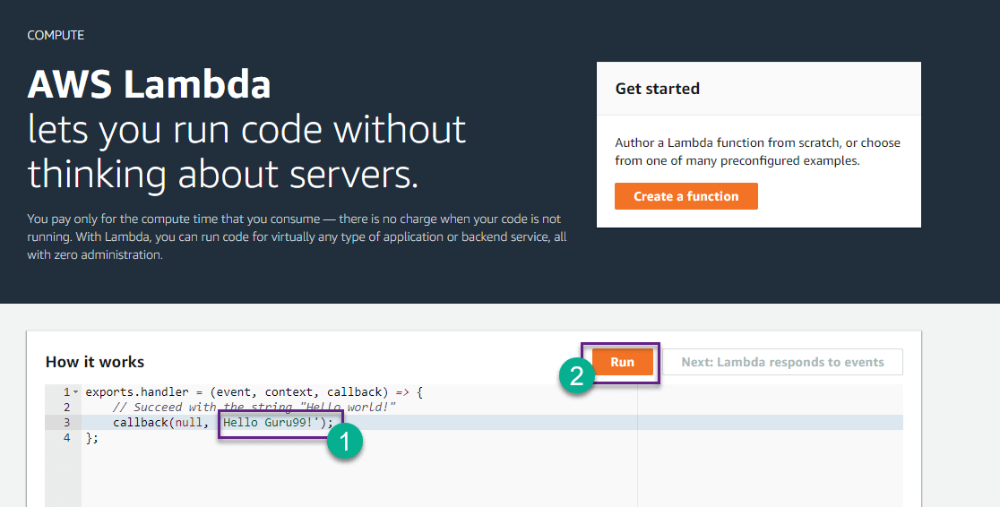 COMPUTE
AWS Lambda
lets you run code without
thinking about servers.
You pay only for the compute time that you consume — there is no charge when your code is not
running. With Lambda, you can run code for virtually any type of application or backend service, all
with zero administration.
Get started
Author a Lambda function from scratch, or choose
from one of many preconfigured examples.
Create a function
How it works
2
Run
Next: Lambda responds to events
1 exports.handler = (event, context, callback) => {
2 // Succeed with the string "Hello world!"
3 callback(null, 'Hello Guru99!');
4 };
1